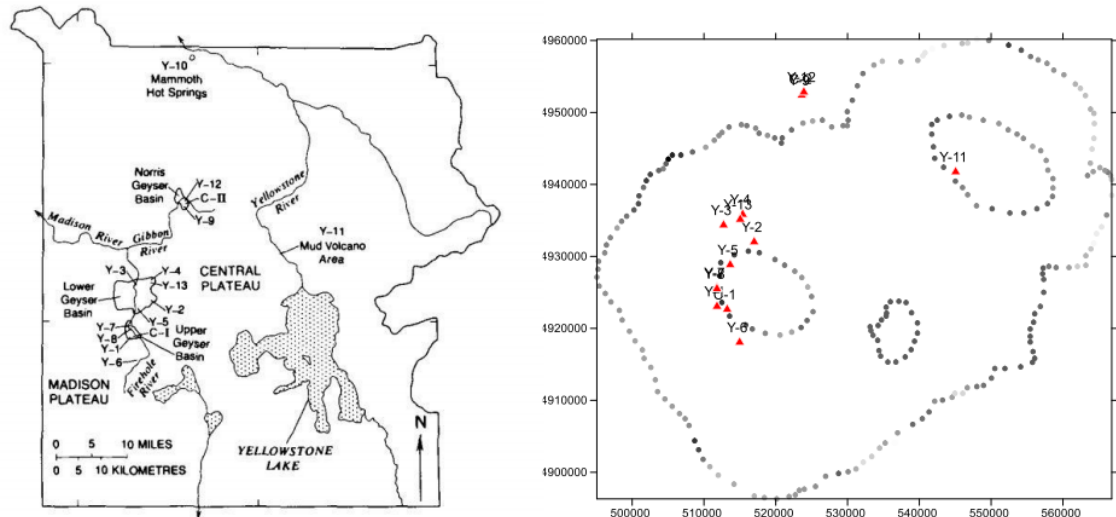 Y-10
Mammoth
Hot Springs
Norris
Geyser
Basin
Y-12
C-II
Y-9
Yellowstone
River
Madison River
Gibbon
River
Y-11
Mud Volcano
Area
Y-3
Y-4
CENTRAL
PLATEAU
Y-13
Lower
Geyser
Basin
Y-2
Y-5
Y-7
C-I
Y-8
Y-1
Y-6
Upper
Geyser
Basin
Firehole
River
MADISON
PLATEAU
0 5 10 MILES
0 5 10 KILOMETRES
YELLOWSTONE
LAKE
N
4960000
4950000
4940000
4930000
4920000
4910000
4900000
Y-12
Y-11
Y-4
Y-13
Y-3
Y-2
Y-5
C-1
Y-6
500000 510000 520000 530000 540000 550000 560000